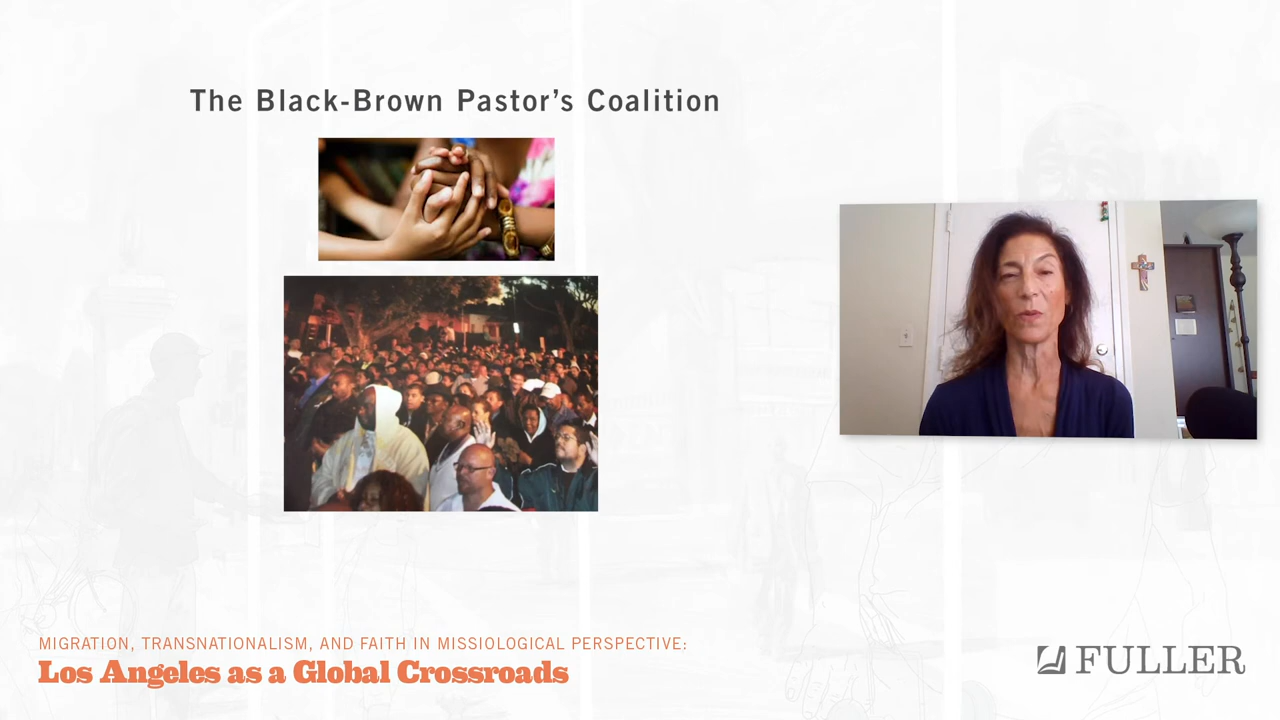 The Black-Brown Pastor’s Coalition
MIGRATION, TRANSNATIONALISM, AND FAITH IN MISSIOLOGICAL PERSPECTIVE:
Los Angeles as a Global Crossroads
FULLER